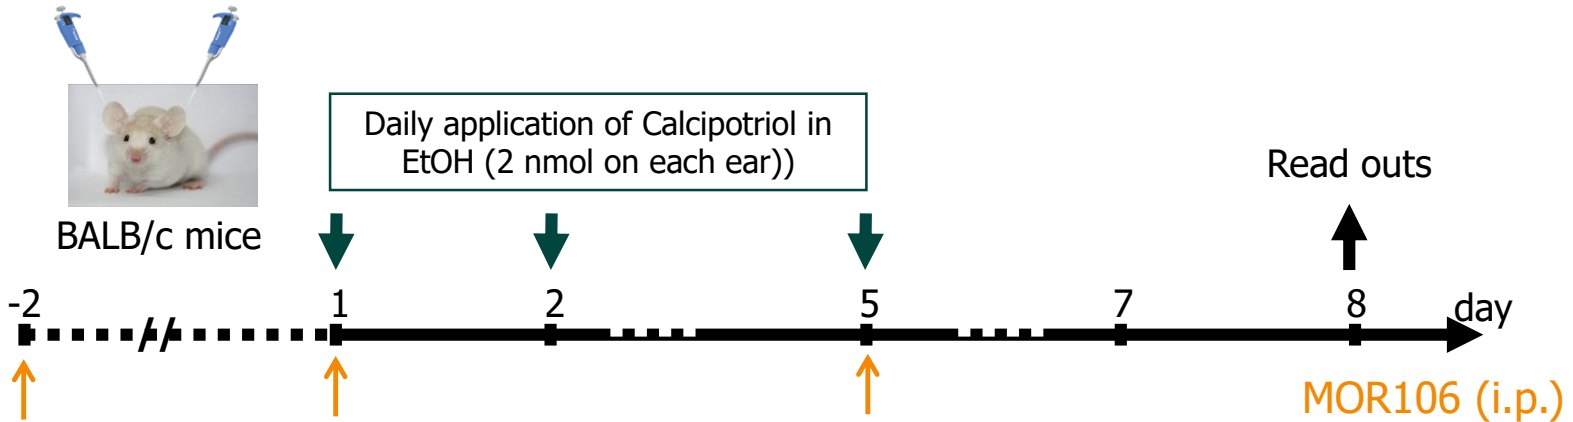 Daily application of Calcipotriol in
EtOH (2 nmol on each ear))
Read outs
BALB/c mice
-2 1 2 5 7 8 day
MOR106 (i.p.)